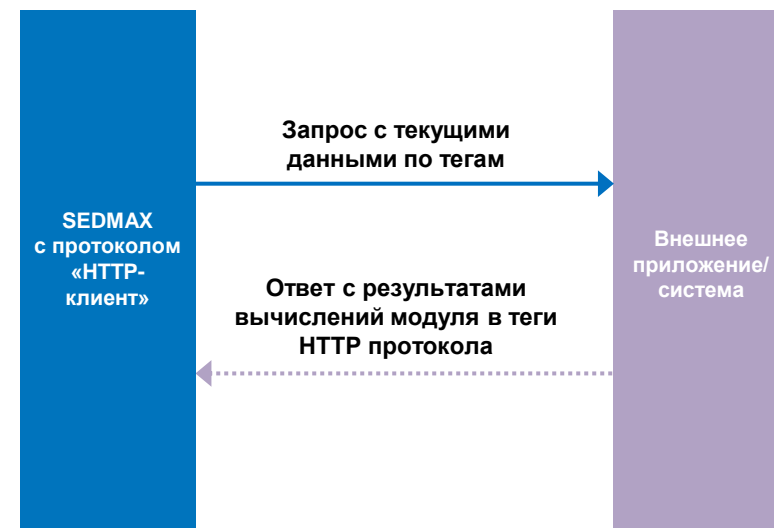 Запрос с текущими
данными по тегам
SEDMAX
с протоколом
«HTTP-
клиент»
Внешнее
приложение/
система
Ответ с результатами
вычислений модуля в теги
HTTP протокола